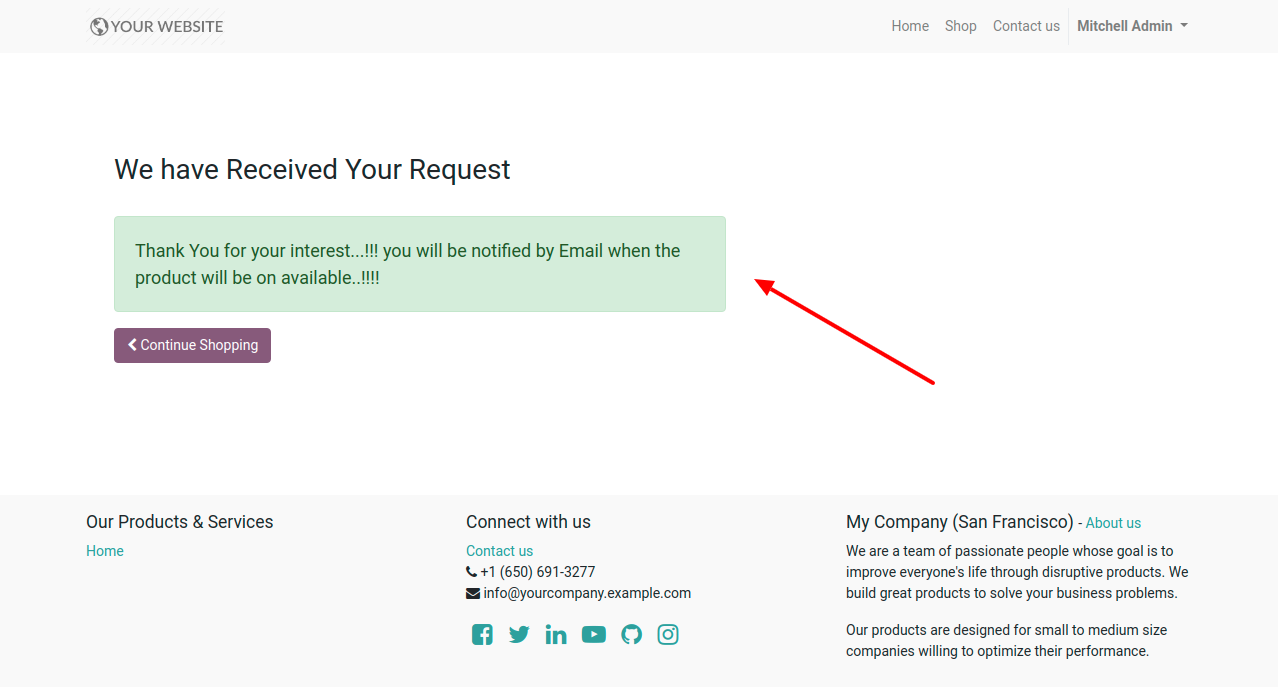 YOUR WEBSITE
Home Shop Contact us Mitchell Admin
We have Received Your Request
Thank You for your interest...!!! you will be notified by Email when the
product will be on available..!!!!
Continue Shopping
Our Products & Services
Home
Connect with us
Contact us
+1 (650) 691-3277
info@yourcompany.example.com
My Company (San Francisco) - About us
We are a team of passionate people whose goal is to
improve everyone's life through disruptive products. We
build great products to solve your business problems.
Our products are designed for small to medium size
companies willing to optimize their performance.